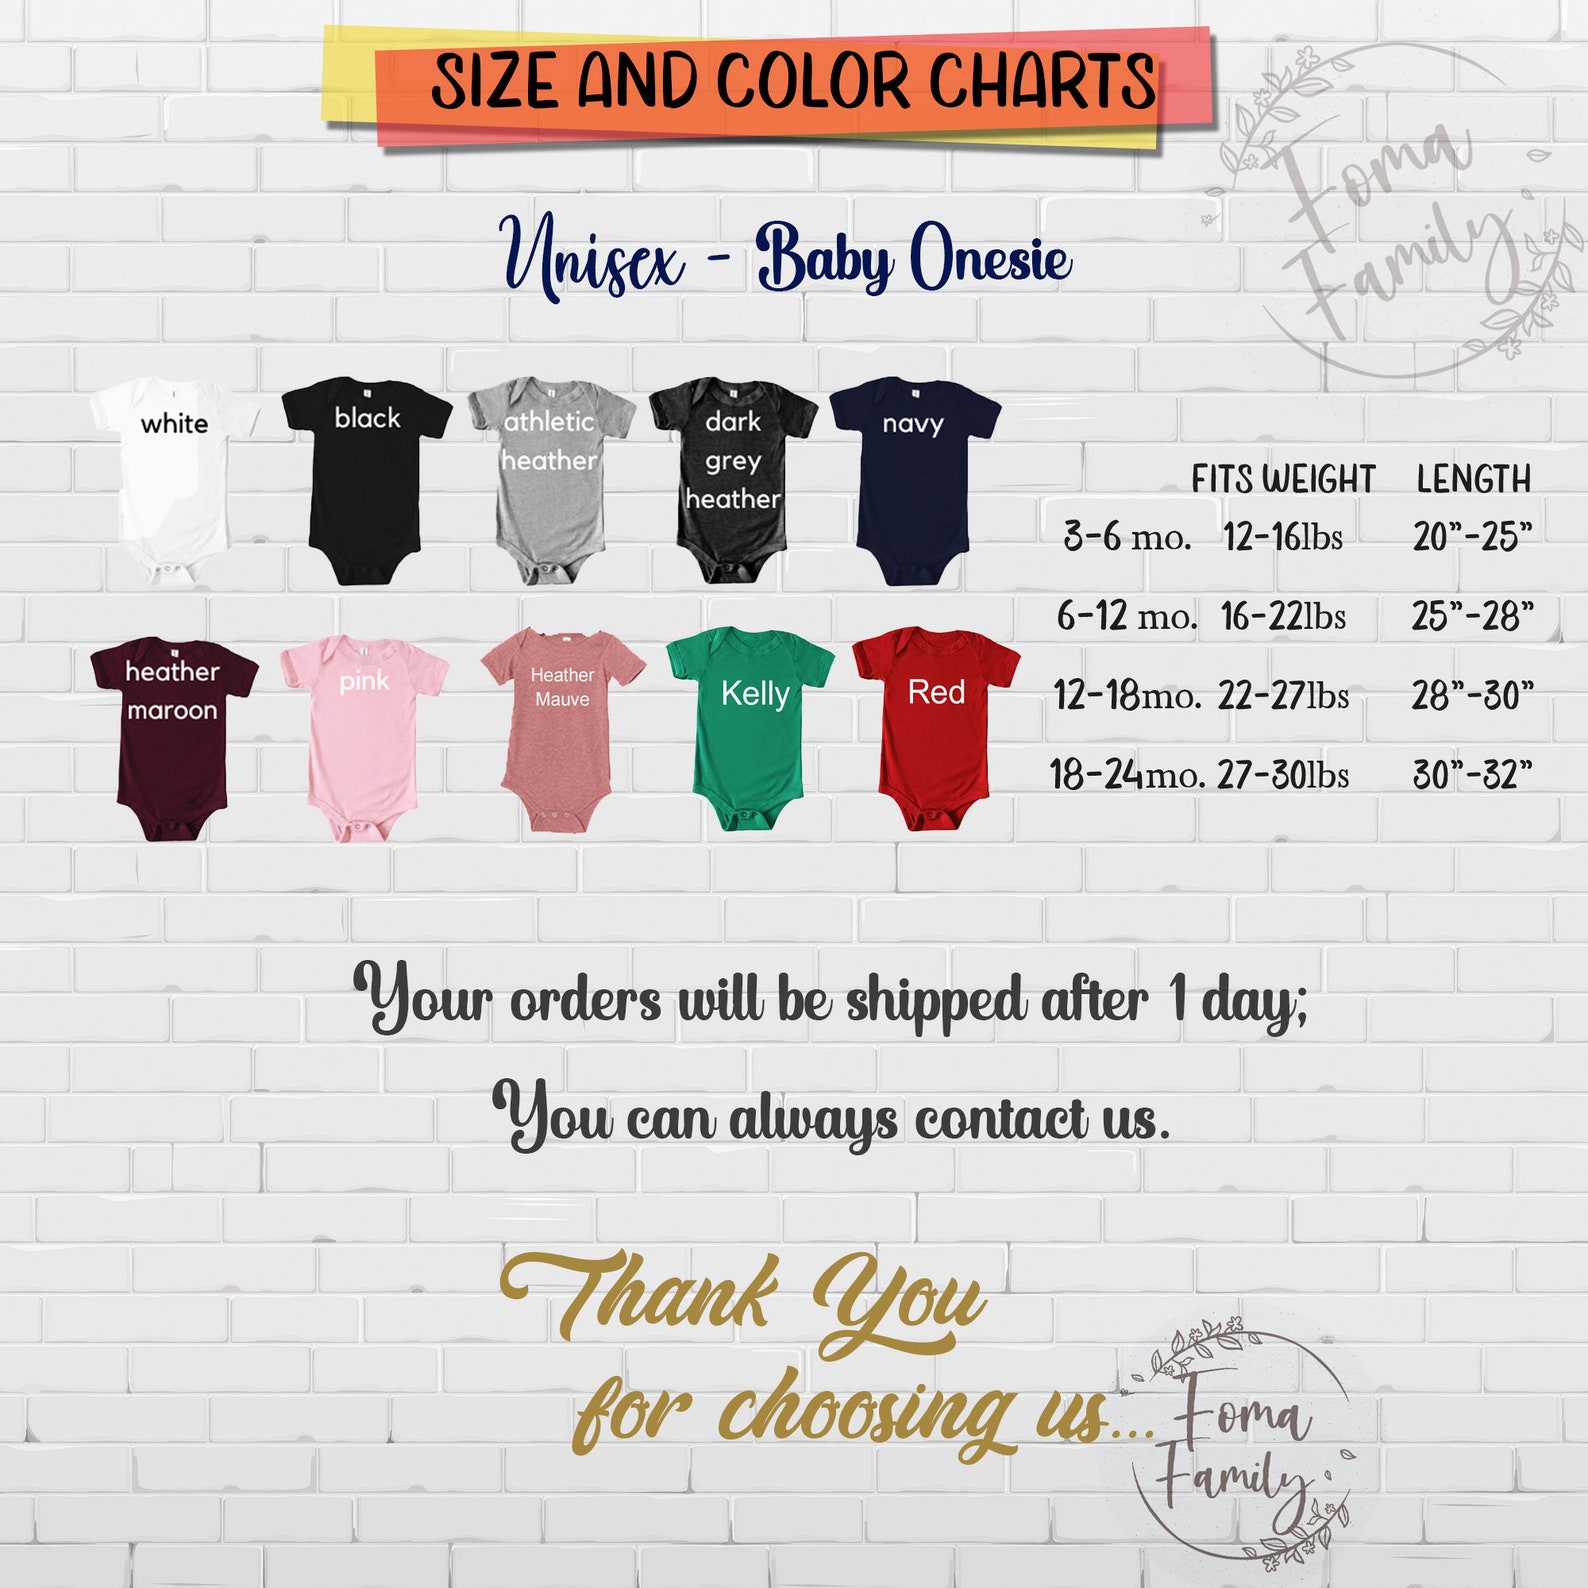 SIZE AND COLOR CHARTS
Foma
Family
Unisex - Baby Onesie
white
black
athletic
heather
dark
grey
heather
navy
heather
maroon
pink
Heather
Mauve
Kelly
Red
FITS WEIGHT LENGTH
3-6 mo. 12-16lbs 20”-25”
6-12 mo. 16-22lbs 25”-28”
12-18mo. 22-27lbs 28”-30”
18-24mo. 27-30lbs 30”-32”
Your orders will be shipped after 1 day;
You can always contact us.
Thank You
for choosing us...
Foma
Family